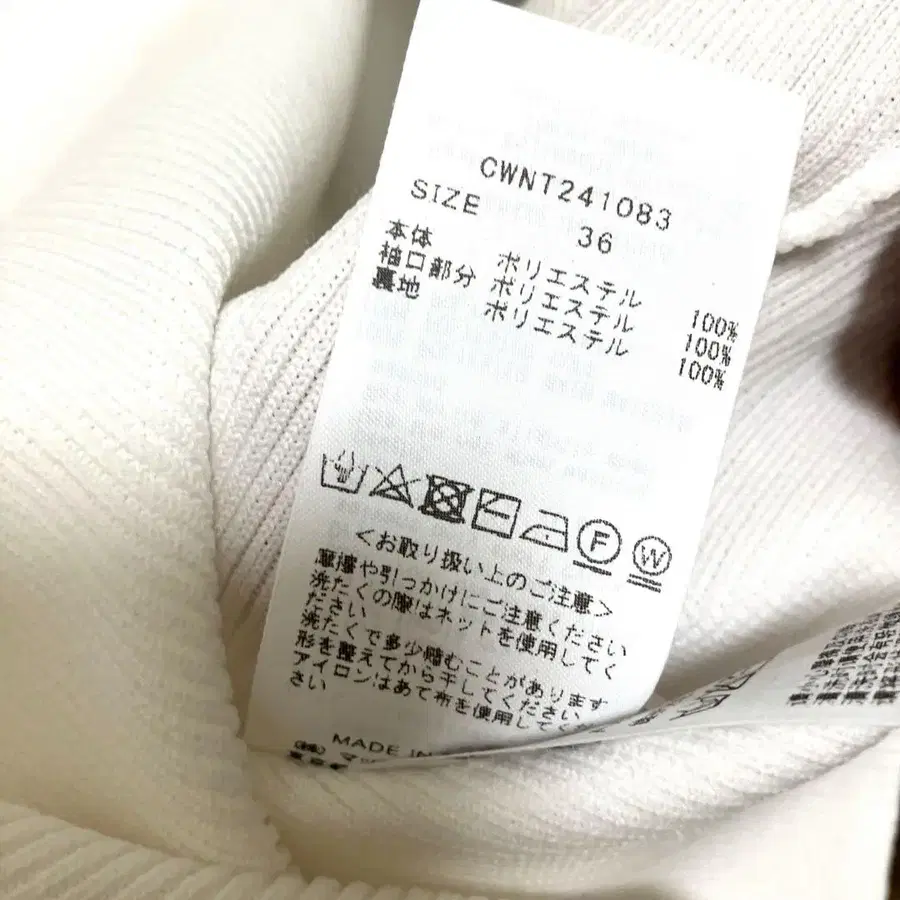 CWNT241083
SIZE 36
本体 ポリエステル 100%
袖口部分 ポリエステル 100%
裏地 ポリエステル 100%
F W
<お取り扱い上のご注意>
摩擦や引っかけにご注意ください
洗たくの際はネットを使用してく
ださい
洗たくで多少縮むことがあります
形を整えてから干してください
アイロンはあて布を使用してくだ
さい
MADE IN
㈱